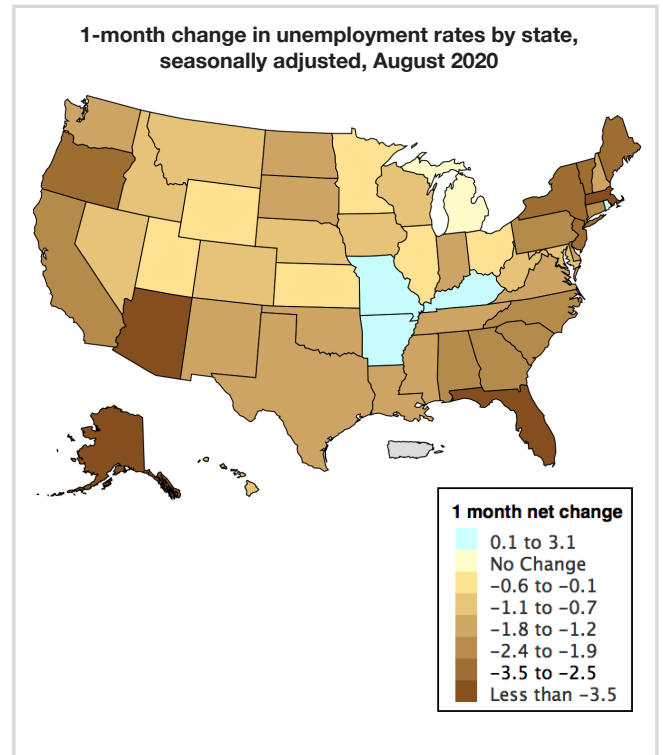 1-month change in unemployment rates by state,
seasonally adjusted, August 2020
1 month net change
0.1 to 3.1
No Change
−0.6 to −0.1
−1.1 to −0.7
−1.8 to −1.2
−2.4 to −1.9
−3.5 to −2.5
Less than −3.5